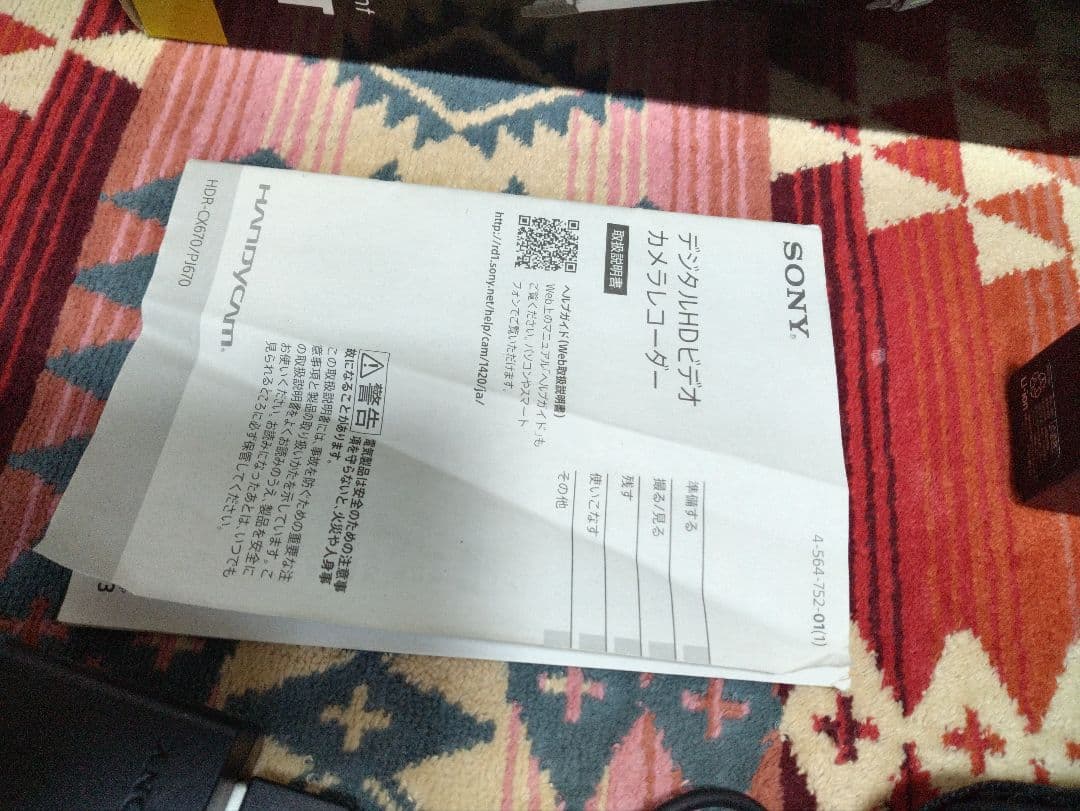 4-564-752-01(1)
SONY®
デジタルHDビデオ
カメラレコーダー
取扱説明書
準備する
撮る/見る
残す
使いこなす
その他
ヘルプガイド(Web取扱説明書)
Web上のマニュアル「ヘルプガイド」も
ご覧ください。パソコンやスマート
フォンでご覧いただけます。
http://rd1.sony.net/help/cam/1420/ja/
警告
電気製品は安全のための注意事
項を守らないと、火災や人身事
故になることがあります。
この取扱説明書には、事故を防ぐための重要な注
意事項と製品の取り扱いかたを示しています。こ
の取扱説明書をよくお読みのうえ、製品を安全に
お使いください。お読みになったあとは、いつでも
見られるところに必ず保管してください。
HANDYCAM®
HDR-CX670/PJ670
Li-ion
nt
3